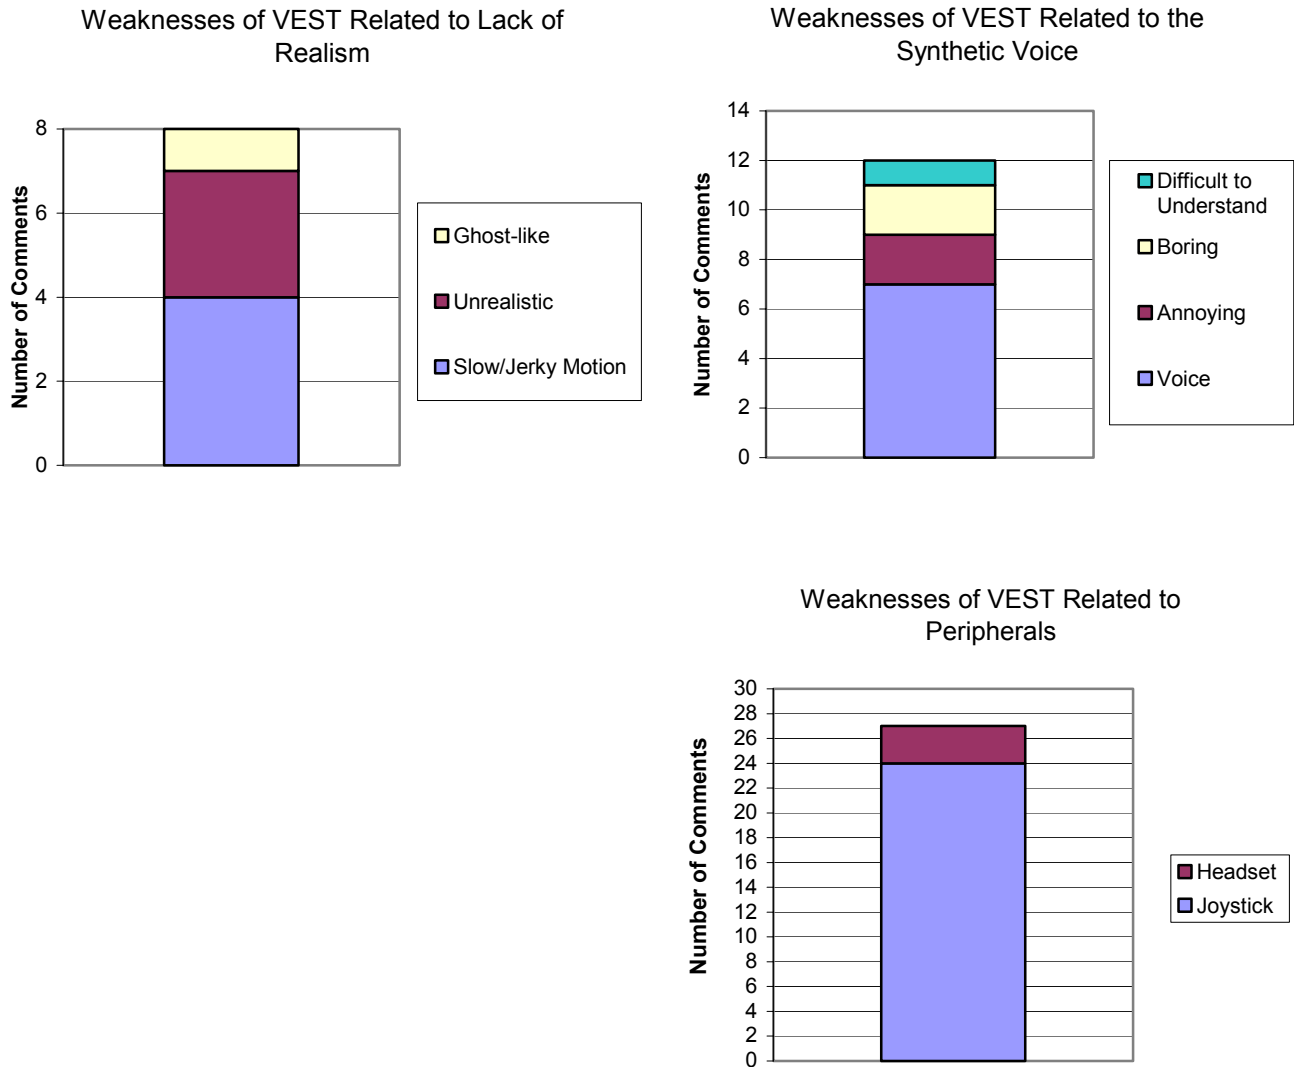 Weaknesses of VEST Related to Lack of
Realism
8
6
4
2
0
Number of Comments
Ghost-like
Unrealistic
Slow/Jerky Motion
Weaknesses of VEST Related to the
Synthetic Voice
14
12
10
8
6
4
2
0
Number of Comments
Difficult to
Understand
Boring
Annoying
Voice
Weaknesses of VEST Related to
Peripherals
30
28
26
24
22
20
18
16
14
12
10
8
6
4
2
0
Number of Comments
Headset
Joystick